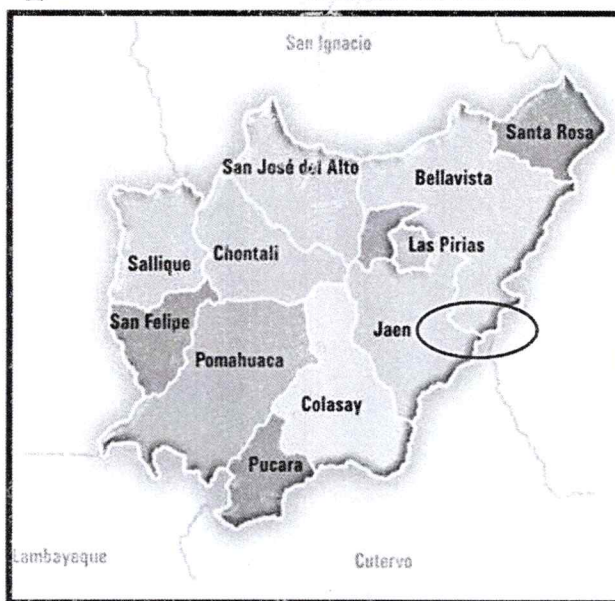 San Ignacio
Santa Rosa
San José del Alto
Bellavista
Las Pirias
Chontali
Sallique
San Felipe
Jaen
Pomahuaca
Colasay
Pucara
Lambayaque
Cutervo